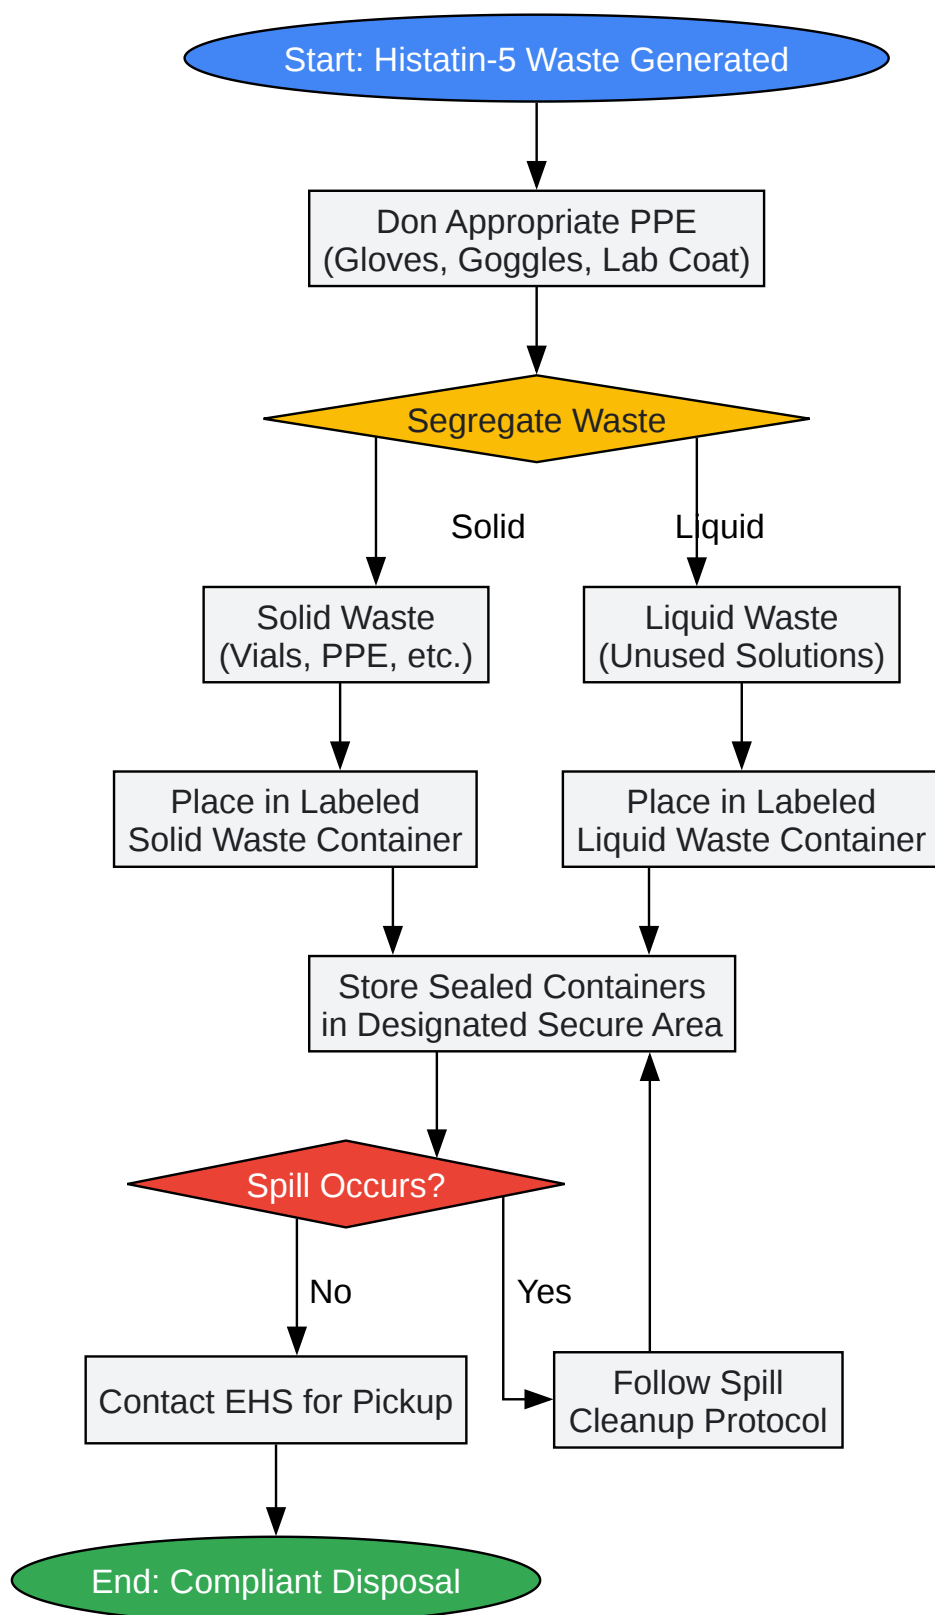 Start: Histatin-5 Waste Generated
Don Appropriate PPE
(Gloves, Goggles, Lab Coat)
Segregate Waste
Solid
Liquid
Solid Waste
(Vials, PPE, etc.)
Liquid Waste
(Unused Solutions)
Place in Labeled
Solid Waste Container
Place in Labeled
Liquid Waste Container
Store Sealed Containers
in Designated Secure Area
Spill Occurs?
No
Yes
Contact EHS for Pickup
Follow Spill
Cleanup Protocol
End: Compliant Disposal